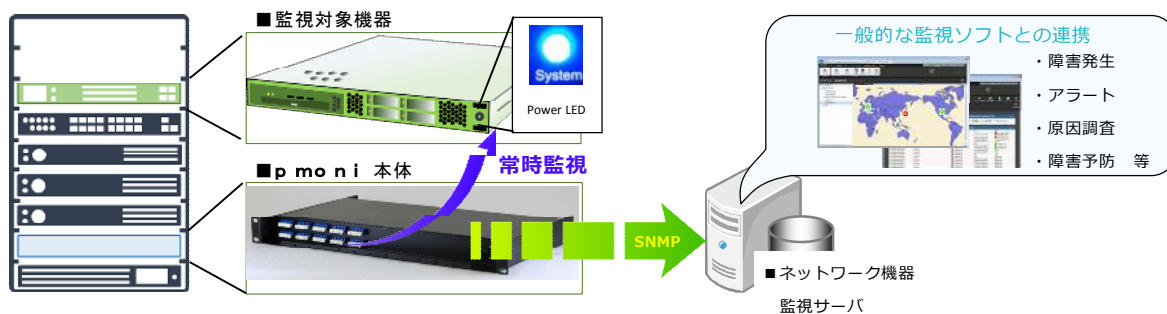 ■監視対象機器
System
Power LED
常時監視
■pmoni 本体
SNMP
一般的な監視ソフトとの連携
・障害発生
・アラート
・原因調査
・障害予防　等
■ネットワーク機器
監視サーバ